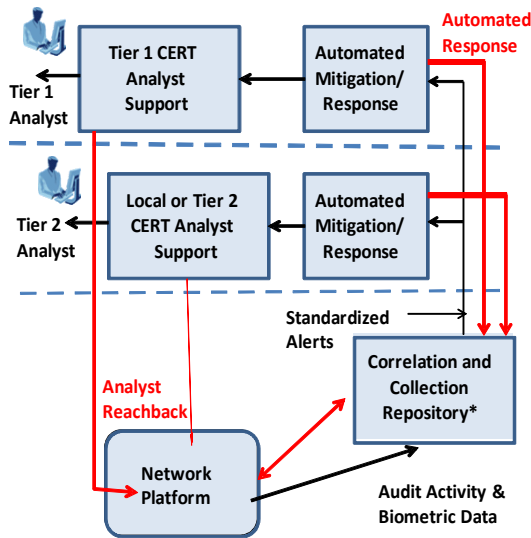 Tier 1 CERT
Analyst
Support
Automated
Mitigation/
Response
Automated
Response
Tier 1
Analyst
Local or Tier 2
CERT Analyst
Support
Automated
Mitigation/
Response
Tier 2
Analyst
Standardized
Alerts
Correlation and
Collection
Repository*
Analyst
Reachback
Network
Platform
Audit Activity &
Biometric Data